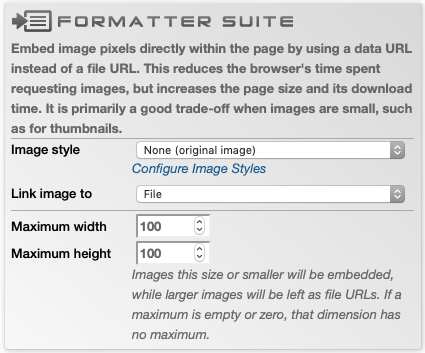 FORMATTER SUITE
Embed image pixels directly within the page by using a data URL
instead of a file URL. This reduces the browser's time spent
requesting images, but increases the page size and its download
time. It is primarily a good trade-off when images are small, such
as for thumbnails.
Image style None (original image)
Configure Image Styles
Link image to File
Maximum width 100
Maximum height 100
Images this size or smaller will be embedded,
while larger images will be left as file URLs. If a
maximum is empty or zero, that dimension has
no maximum.